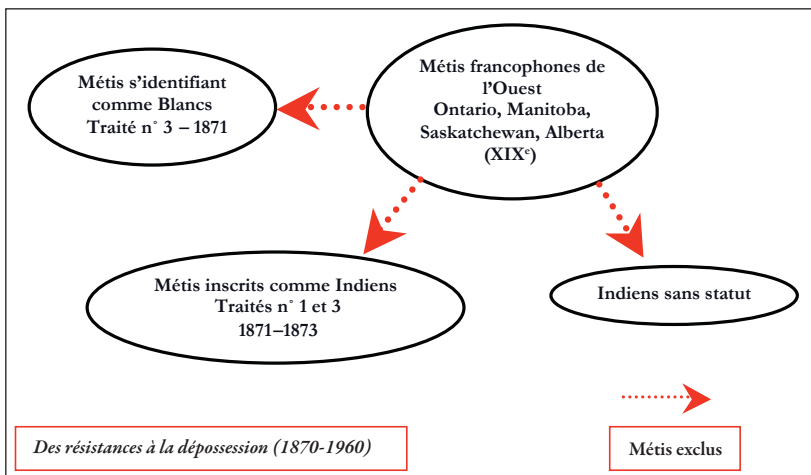 Métis s'identifiant
comme Blancs
Traité n° 3 – 1871
Métis francophones de
l'Ouest
Ontario, Manitoba,
Saskatchewan, Alberta
(XIXᵉ)
Métis inscrits comme Indiens
Traités n° 1 et 3
1871–1873
Indiens sans statut
Des résistances à la dépossession (1870-1960)
Métis exclus